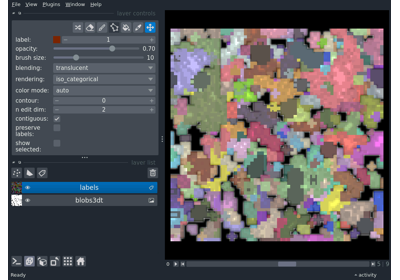 File View Plugins Window Help
layer controls
label: 1
opacity: 0.70
brush size: 10
blending: translucent
rendering: iso_categorical
color mode: auto
contour: 0
n edit dim: 2
contiguous:
preserve
labels:
show
selected:
layer list
labels
blobs3dt
Ready
activity